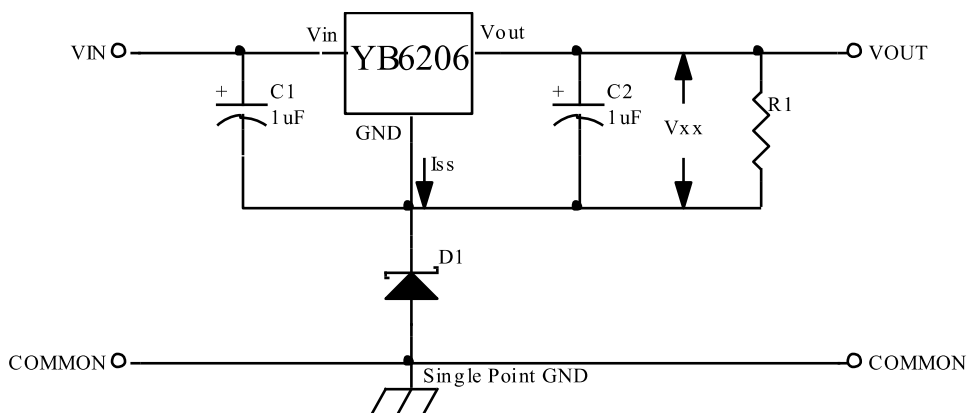 VIN
Vin
YB6206
Vout
VOUT
+
C1
1uF
GND
Iss
+
C2
1uF
Vxx
R1
D1
COMMON
COMMON
Single Point GND